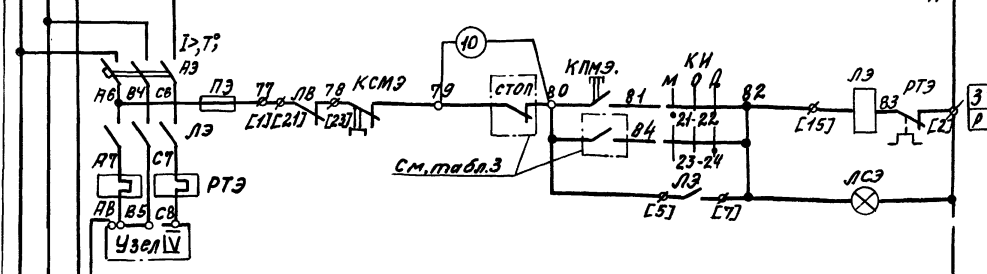 I>,T°;
АЭ
А6 В4 С6
ПЭ
77
[1]
[21]
ЛВ
78
[23]
КСМЭ
79
10
СТОП
80
КПМЭ.
81
КИ
М О Д
21-22
82
[15]
ЛЭ
83
РТЭ
[2]
3
Р
84
23-24
См, табл.3
ЛЭ
[5]
[7]
ЛСЭ
ЛЭ
А7 С7
РТЭ
А8 В5 С8
Узел IV